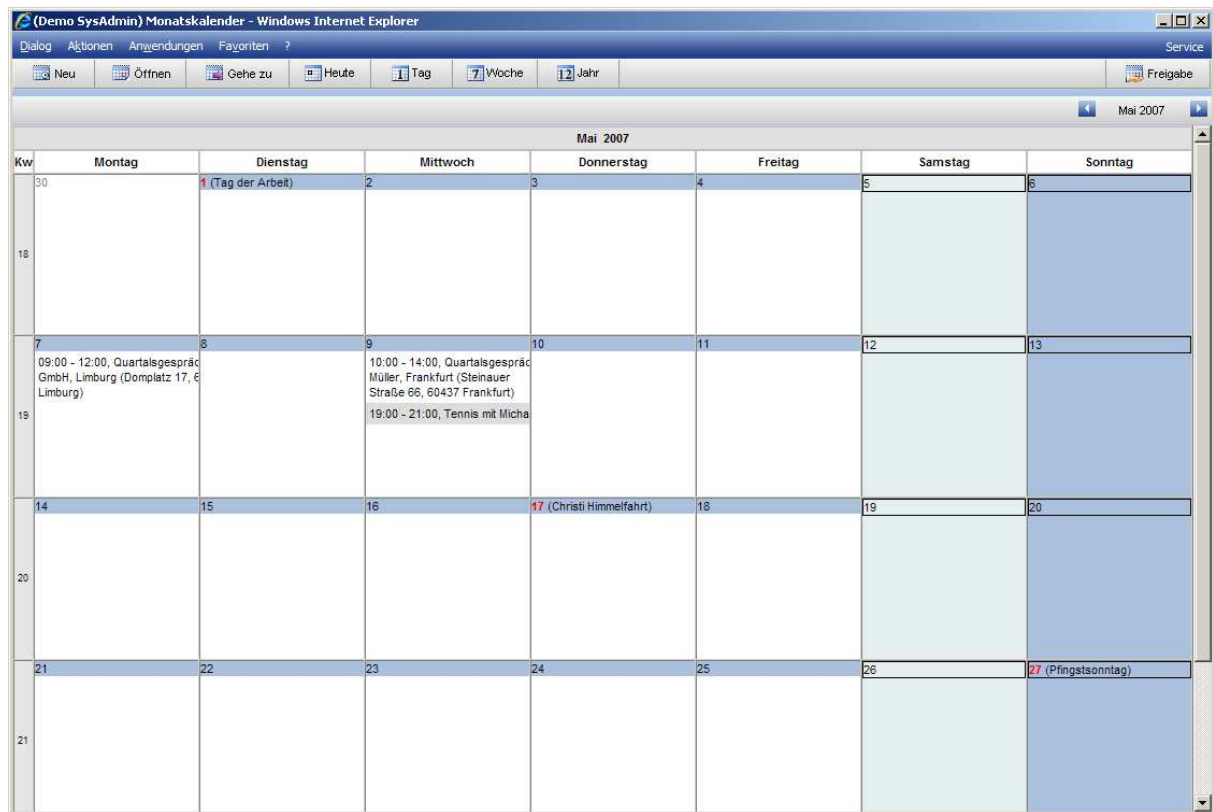 (Demo SysAdmin) Monatskalender - Windows Internet Explorer
Dialog Aktionen Anwendungen Favoriten ? Service
Neu Öffnen Gehe zu Heute 1 Tag 7 Woche 12 Jahr Freigabe
Mai 2007
Mai 2007
Kw Montag Dienstag Mittwoch Donnerstag Freitag Samstag Sonntag
30 1 (Tag der Arbeit) 2 3 4 5 6
18
7 8 9 10 11 12 13
09:00 - 12:00, Quartalsgespräc
GmbH, Limburg (Domplatz 17, 6
Limburg)
10:00 - 14:00, Quartalsgespräc
Müller, Frankfurt (Steinauer
Straße 66, 60437 Frankfurt)
19:00 - 21:00, Tennis mit Micha
19
14 15 16 17 (Christi Himmelfahrt) 18 19 20
20
21 22 23 24 25 26 27 (Pfingstsonntag)
21